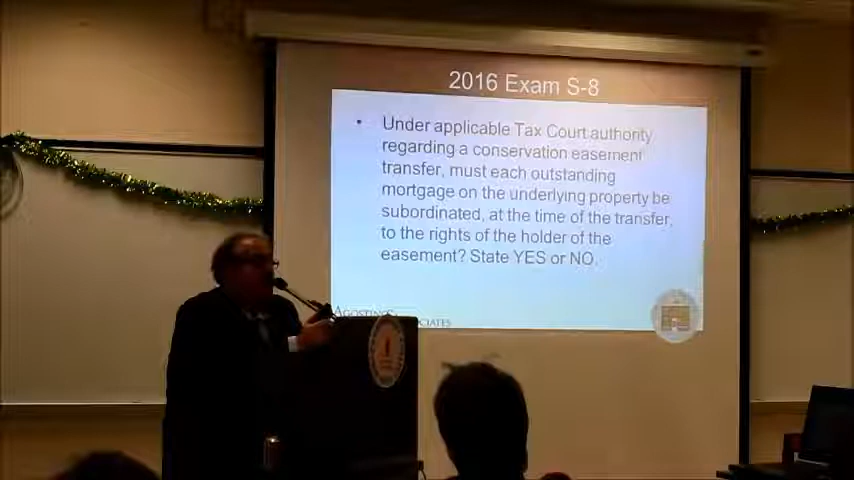 2016 Exam S-8
• Under applicable Tax Court authority
regarding a conservation easement
transfer, must each outstanding
mortgage on the underlying property be
subordinated, at the time of the transfer,
to the rights of the holder of the
easement? State YES or NO.